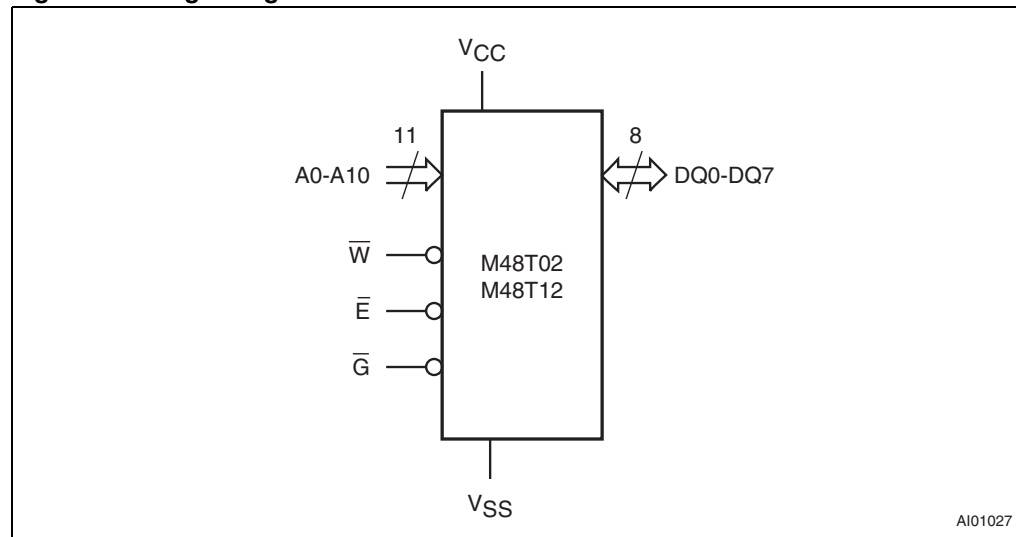 VCC
11
8
A0-A10
DQ0-DQ7
W̅
M48T02
M48T12
E̅
G̅
VSS
AI01027